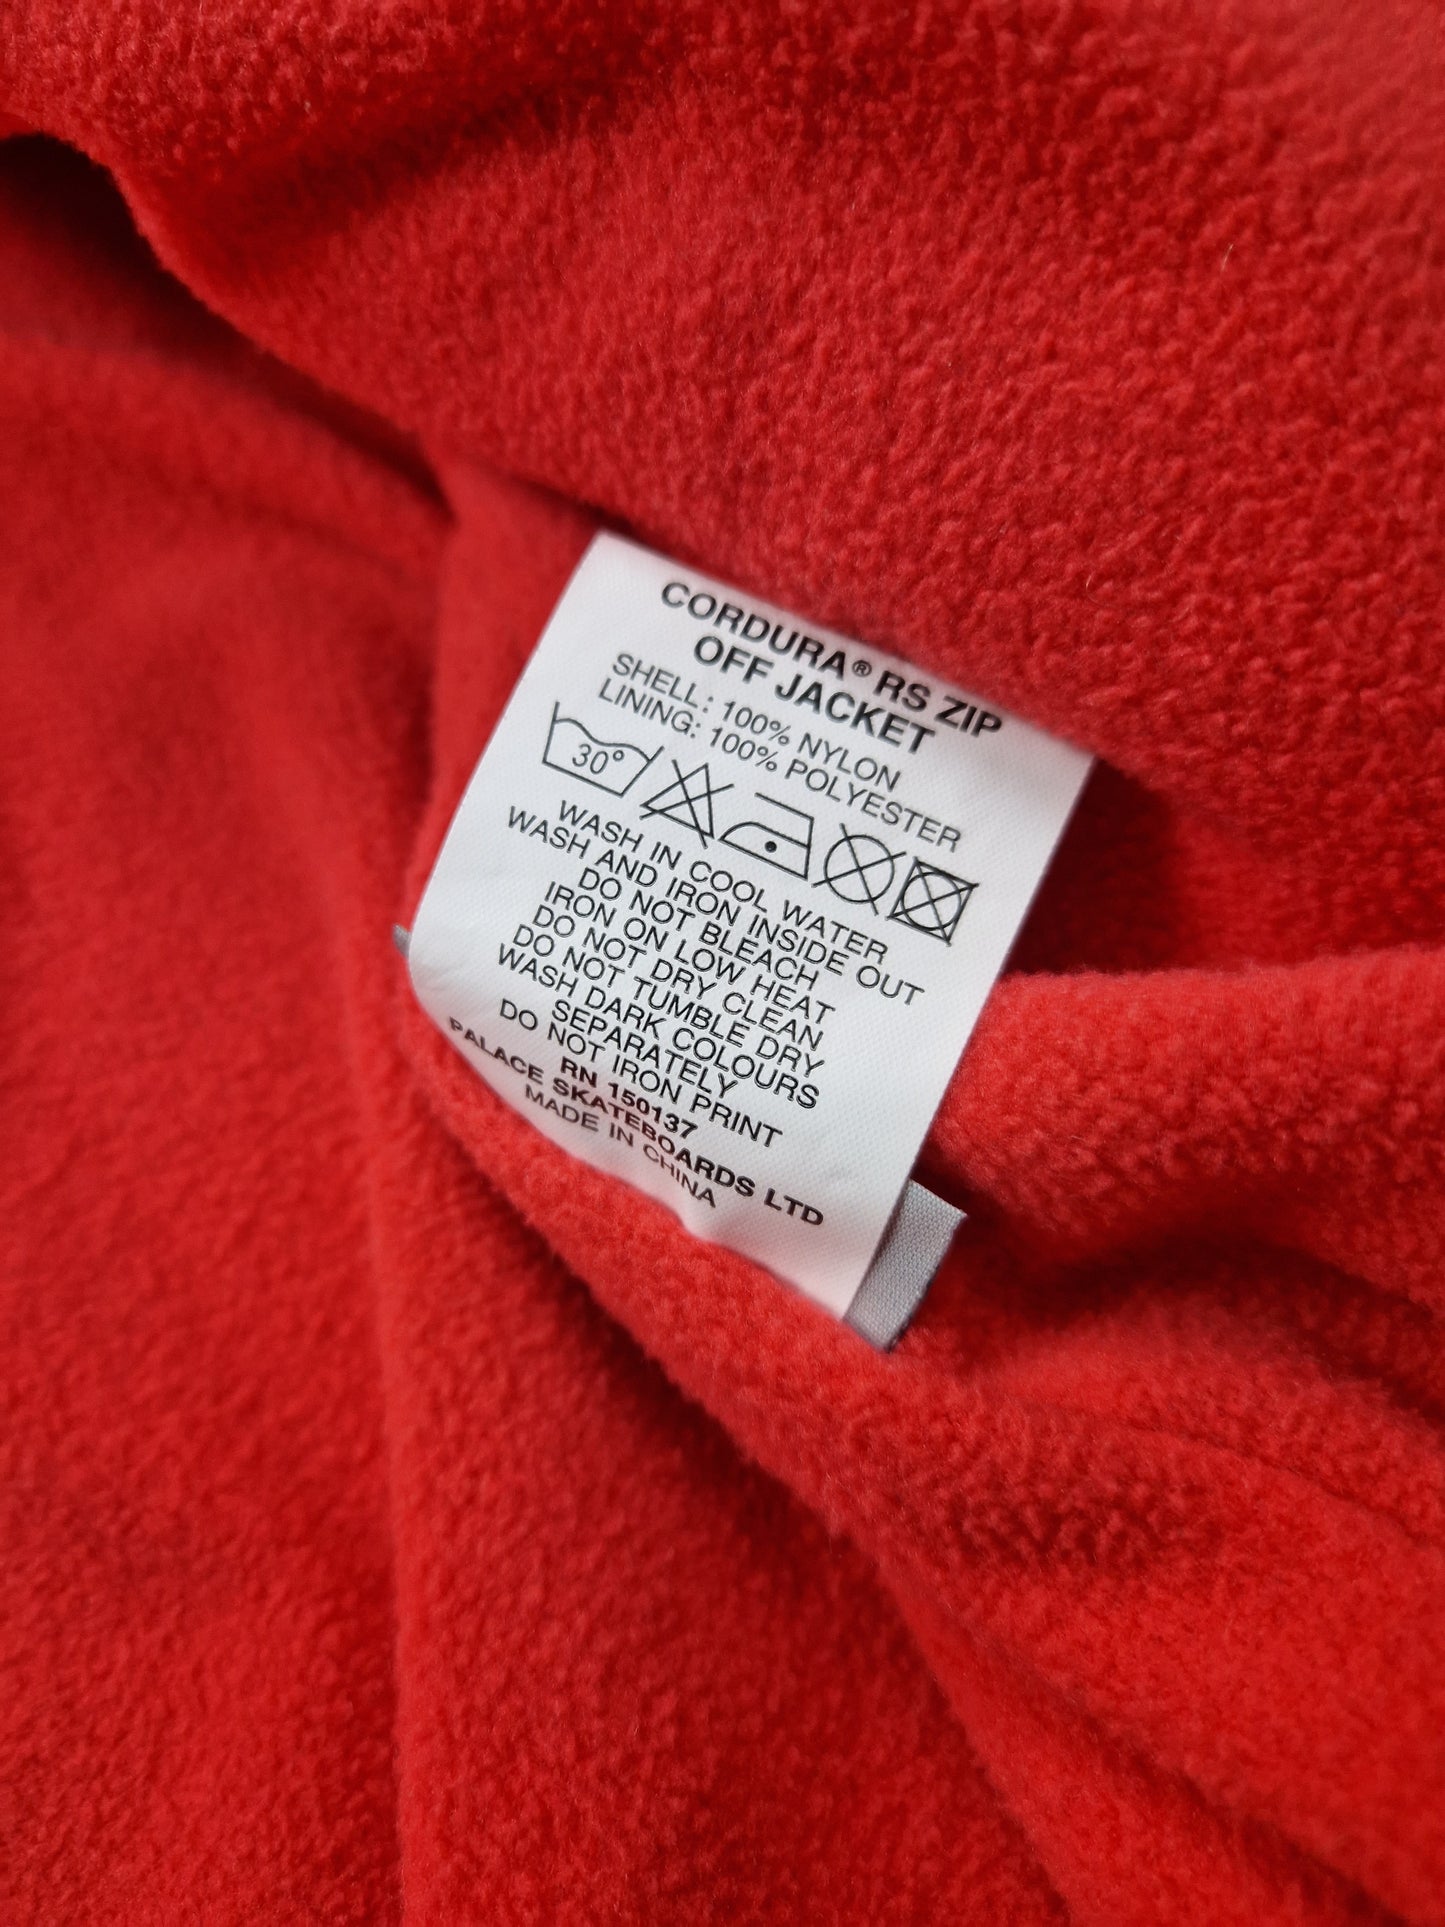 CORDURA® RS ZIP
OFF JACKET
SHELL: 100% NYLON
LINING: 100% POLYESTER
30°
WASH IN COOL WATER
WASH AND IRON INSIDE OUT
DO NOT BLEACH
IRON ON LOW HEAT
DO NOT DRY CLEAN
DO NOT TUMBLE DRY
WASH DARK COLOURS
SEPARATELY
DO NOT IRON PRINT
RN 150137
PALACE SKATEBOARDS LTD
MADE IN CHINA